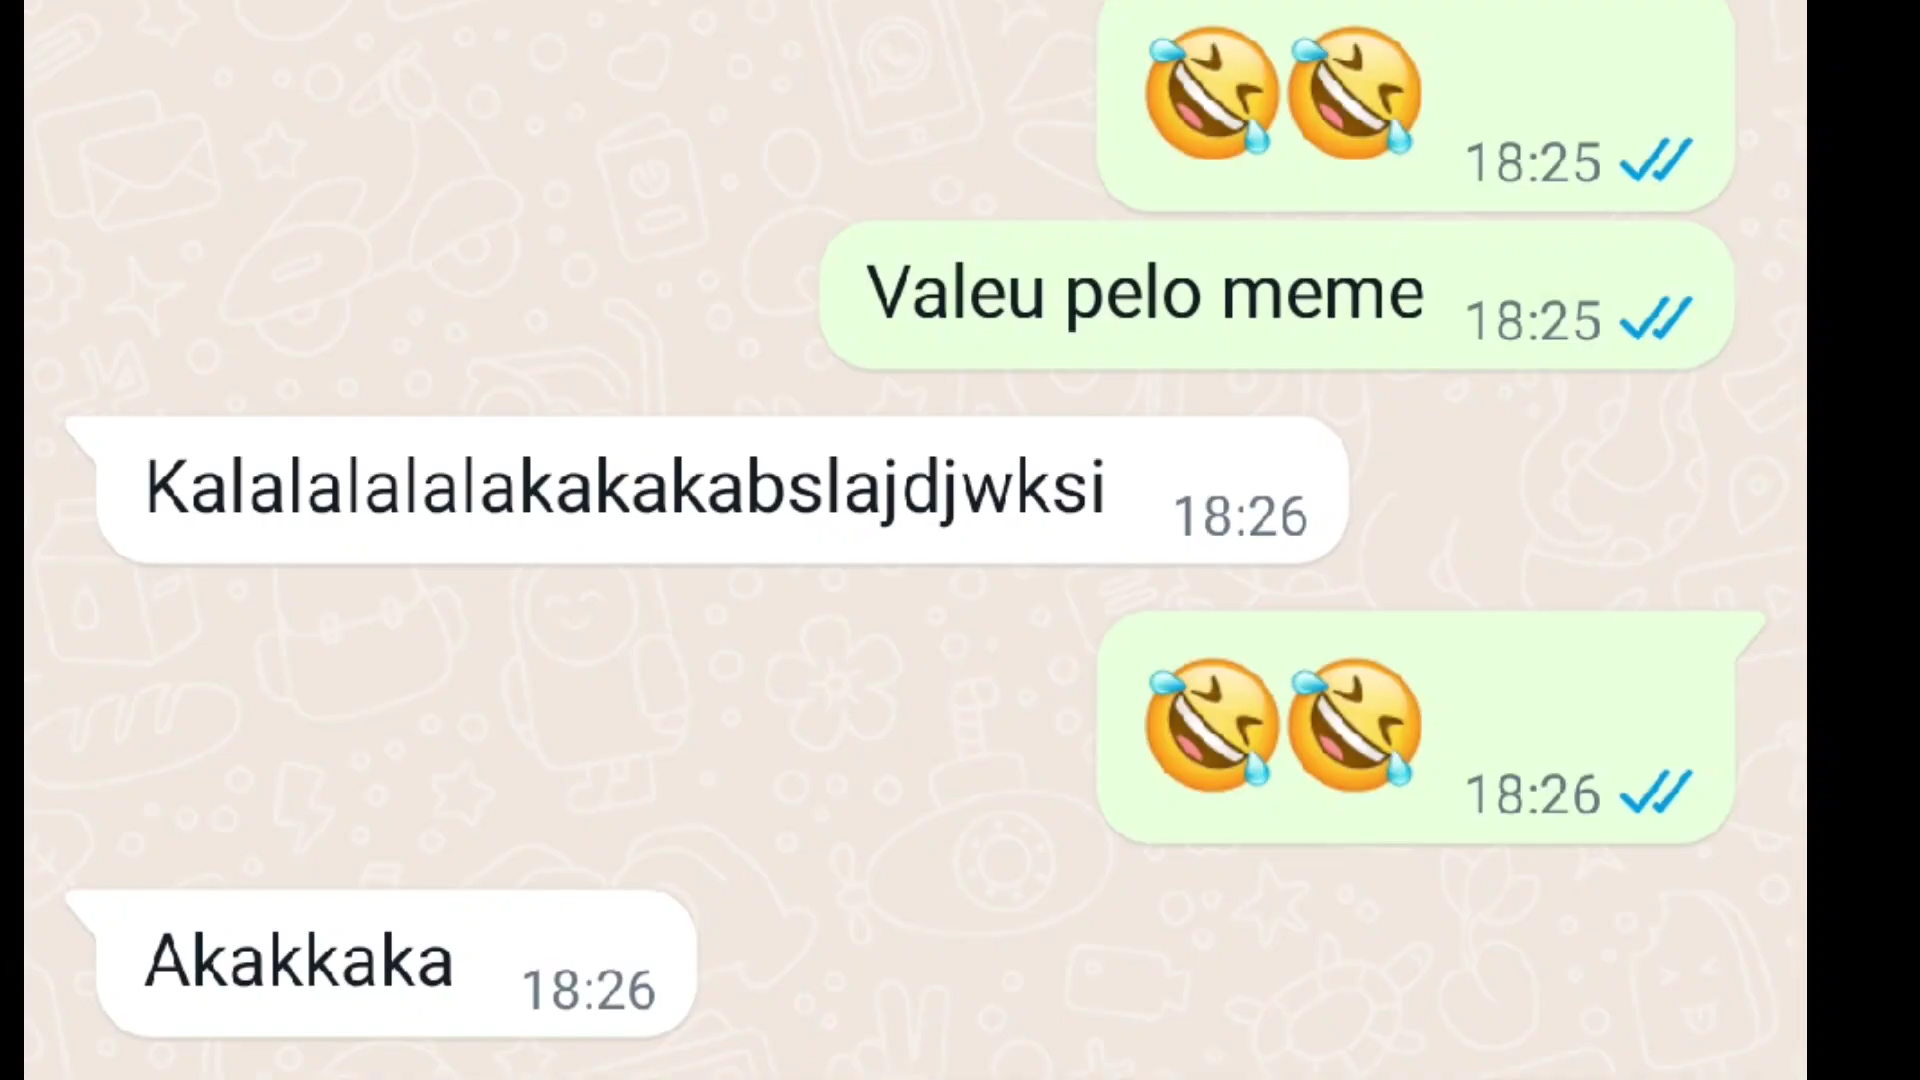 🤣🤣 18:25
Valeu pelo meme 18:25
Kalalalalalakakakabslajdjwksi 18:26
🤣🤣 18:26
Akakkaka 18:26